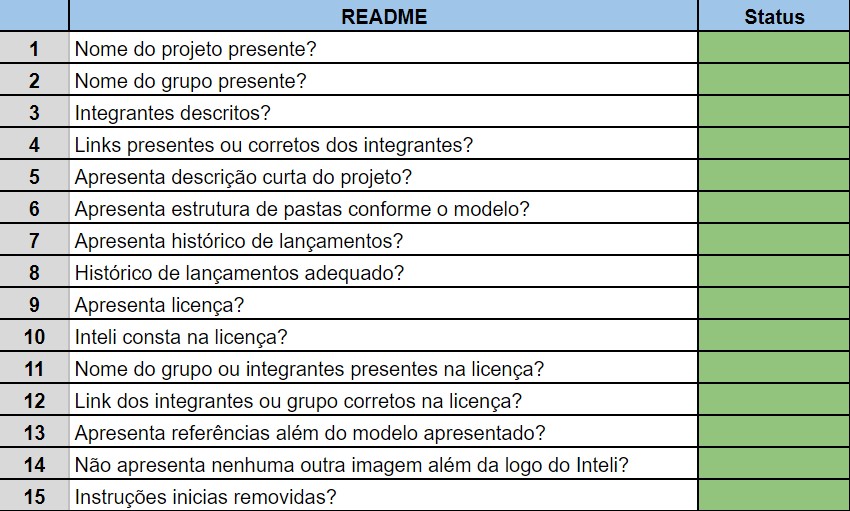 README Status
1 Nome do projeto presente?
2 Nome do grupo presente?
3 Integrantes descritos?
4 Links presentes ou corretos dos integrantes?
5 Apresenta descrição curta do projeto?
6 Apresenta estrutura de pastas conforme o modelo?
7 Apresenta histórico de lançamentos?
8 Histórico de lançamentos adequado?
9 Apresenta licença?
10 Inteli consta na licença?
11 Nome do grupo ou integrantes presentes na licença?
12 Link dos integrantes ou grupo corretos na licença?
13 Apresenta referências além do modelo apresentado?
14 Não apresenta nenhuma outra imagem além da logo do Inteli?
15 Instruções inicias removidas?